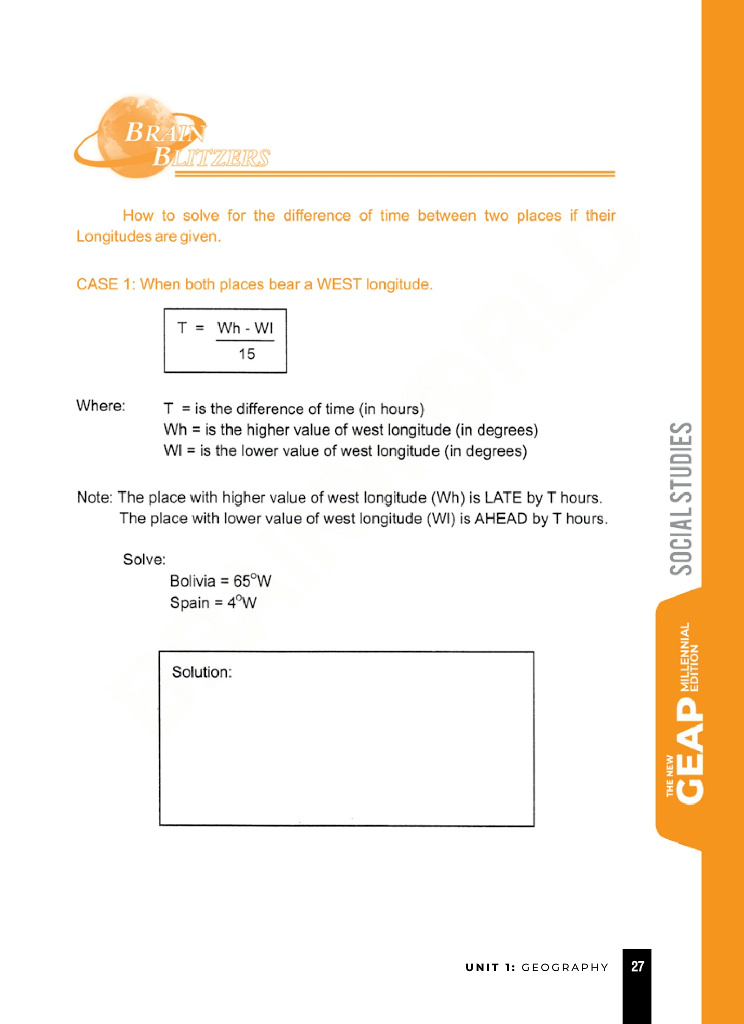 BRAIN
BLITZERS
How to solve for the difference of time between two places if their
Longitudes are given.
CASE 1: When both places bear a WEST longitude.
T = Wh - Wl
15
Where: T = is the difference of time (in hours)
Wh = is the higher value of west longitude (in degrees)
Wl = is the lower value of west longitude (in degrees)
Note: The place with higher value of west longitude (Wh) is LATE by T hours.
The place with lower value of west longitude (Wl) is AHEAD by T hours.
Solve:
Bolivia = 65°W
Spain = 4°W
Solution:
SOCIAL STUDIES
THE NEW
GEAP
MILLENNIAL
EDITION
UNIT 1: GEOGRAPHY 27